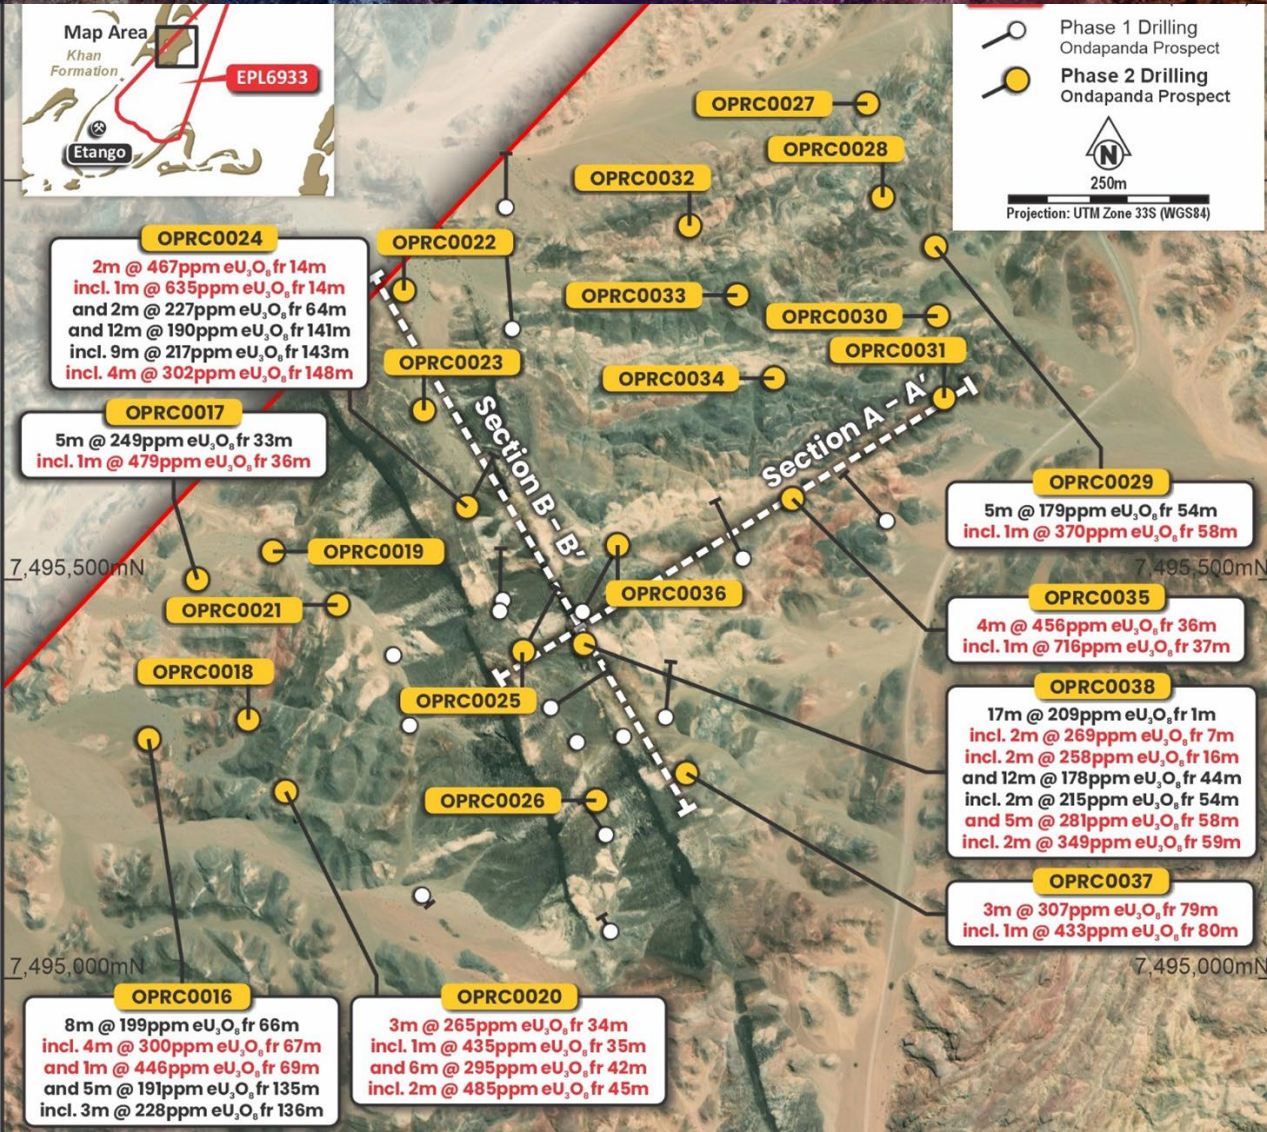 Map Area
Khan
Formation
EPL6933
Etango
Phase 1 Drilling
Ondapanda Prospect
Phase 2 Drilling
Ondapanda Prospect
N
250m
Projection: UTM Zone 33S (WGS84)
OPRC0027
OPRC0028
OPRC0032
OPRC0024
2m @ 467ppm eU₃O₈ fr 14m
incl. 1m @ 635ppm eU₃O₈ fr 14m
and 2m @ 227ppm eU₃O₈ fr 64m
and 12m @ 190ppm eU₃O₈ fr 141m
incl. 9m @ 217ppm eU₃O₈ fr 143m
incl. 4m @ 302ppm eU₃O₈ fr 148m
OPRC0022
OPRC0033
OPRC0030
OPRC0031
OPRC0023
OPRC0034
Section A - A'
Section B - B'
OPRC0017
5m @ 249ppm eU₃O₈ fr 33m
incl. 1m @ 479ppm eU₃O₈ fr 36m
OPRC0029
5m @ 179ppm eU₃O₈ fr 54m
incl. 1m @ 370ppm eU₃O₈ fr 58m
OPRC0019
7,495,500mN
7,495,500mN
OPRC0021
OPRC0036
OPRC0035
4m @ 456ppm eU₃O₈ fr 36m
incl. 1m @ 716ppm eU₃O₈ fr 37m
OPRC0018
OPRC0025
OPRC0038
17m @ 209ppm eU₃O₈ fr 1m
incl. 2m @ 269ppm eU₃O₈ fr 7m
incl. 2m @ 258ppm eU₃O₈ fr 16m
and 12m @ 178ppm eU₃O₈ fr 44m
incl. 2m @ 215ppm eU₃O₈ fr 54m
and 5m @ 281ppm eU₃O₈ fr 58m
incl. 2m @ 349ppm eU₃O₈ fr 59m
OPRC0026
OPRC0037
3m @ 307ppm eU₃O₈ fr 79m
incl. 1m @ 433ppm eU₃O₈ fr 80m
7,495,000mN
7,495,000mN
OPRC0016
8m @ 199ppm eU₃O₈ fr 66m
incl. 4m @ 300ppm eU₃O₈ fr 67m
and 1m @ 446ppm eU₃O₈ fr 69m
and 5m @ 191ppm eU₃O₈ fr 135m
incl. 3m @ 228ppm eU₃O₈ fr 136m
OPRC0020
3m @ 265ppm eU₃O₈ fr 34m
incl. 1m @ 435ppm eU₃O₈ fr 35m
and 6m @ 295ppm eU₃O₈ fr 42m
incl. 2m @ 485ppm eU₃O₈ fr 45m